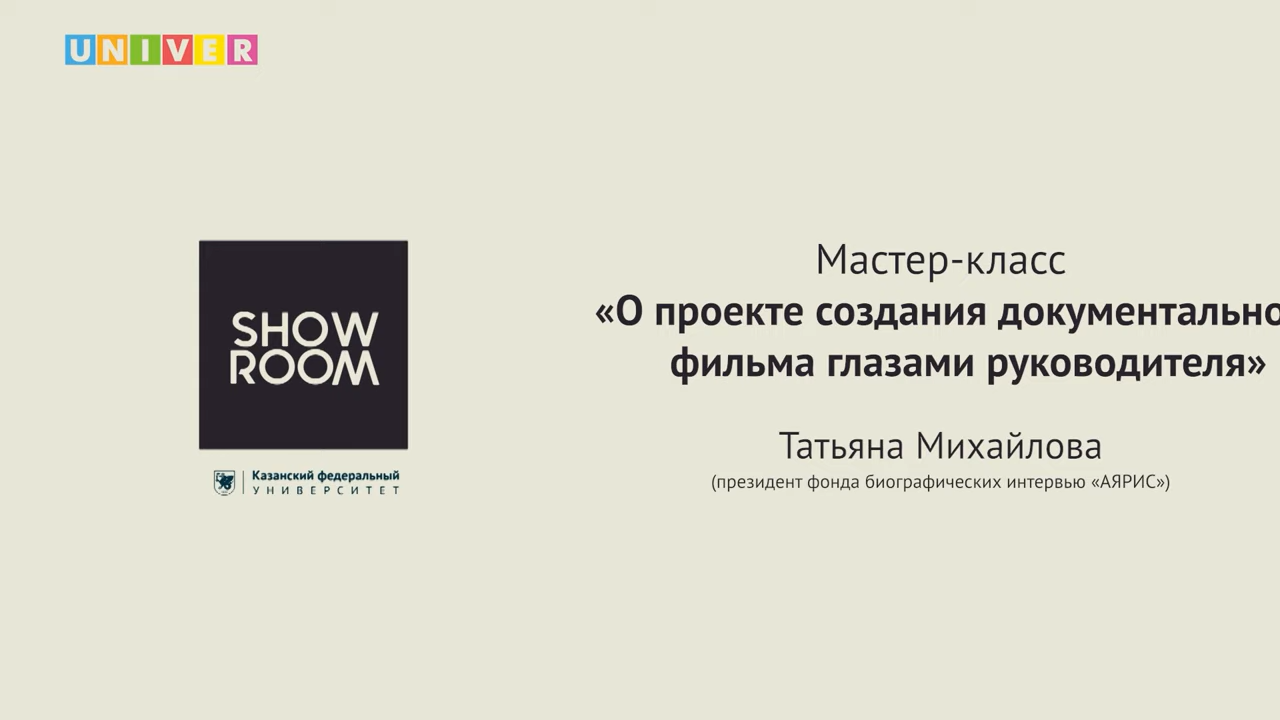 UNIVER
SHOW
ROOM
Казанский федеральный
УНИВЕРСИТЕТ
Мастер-класс
«О проекте создания документально
фильма глазами руководителя»
Татьяна Михайлова
(президент фонда биографических интервью «АЯРИС»)